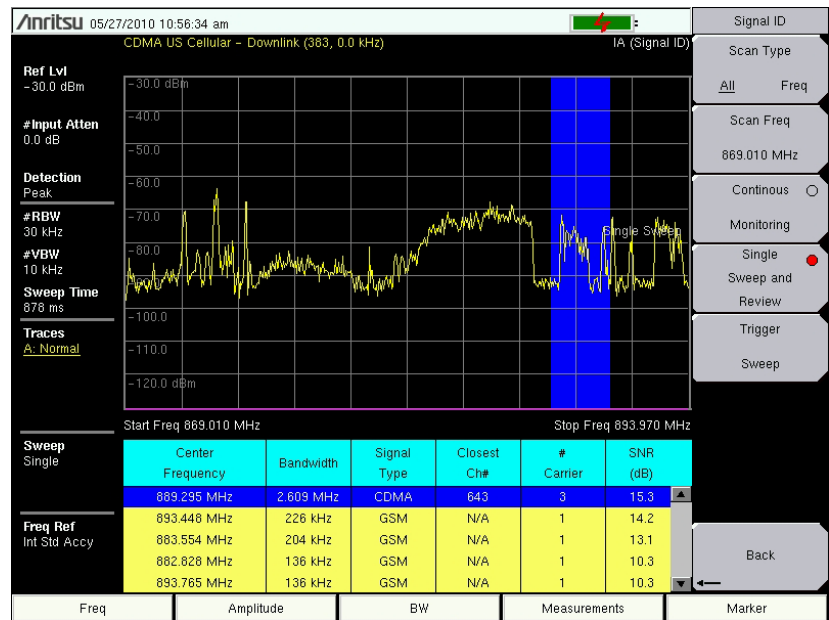 /Inritsu 05/27/2010 10:56:34 am
CDMA US Cellular - Downlink (383, 0.0 kHz)
IA (Signal ID)
Ref Lvl
-30.0 dBm
#Input Atten
0.0 dB
Detection
Peak
#RBW
30 kHz
#VBW
10 kHz
Sweep Time
878 ms
Traces
A: Normal
Sweep
Single
Freq Ref
Int Std Accy
-30.0 dBm
-40.0
-50.0
-60.0
-70.0
-80.0
-90.0
-100.0
-110.0
-120.0 dBm
Single Sweep
Start Freq 869.010 MHz
Stop Freq 893.970 MHz
Center Frequency Bandwidth Signal Type Closest Ch# # Carrier SNR (dB)
889.295 MHz 2.609 MHz CDMA 643 3 15.3
893.448 MHz 226 kHz GSM N/A 1 14.2
883.554 MHz 204 kHz GSM N/A 1 13.1
882.828 MHz 136 kHz GSM N/A 1 10.3
893.765 MHz 136 kHz GSM N/A 1 10.3
Signal ID
Scan Type
All Freq
Scan Freq
869.010 MHz
Continous
Monitoring
Single
Sweep and
Review
Trigger
Sweep
Back
Freq Amplitude BW Measurements Marker